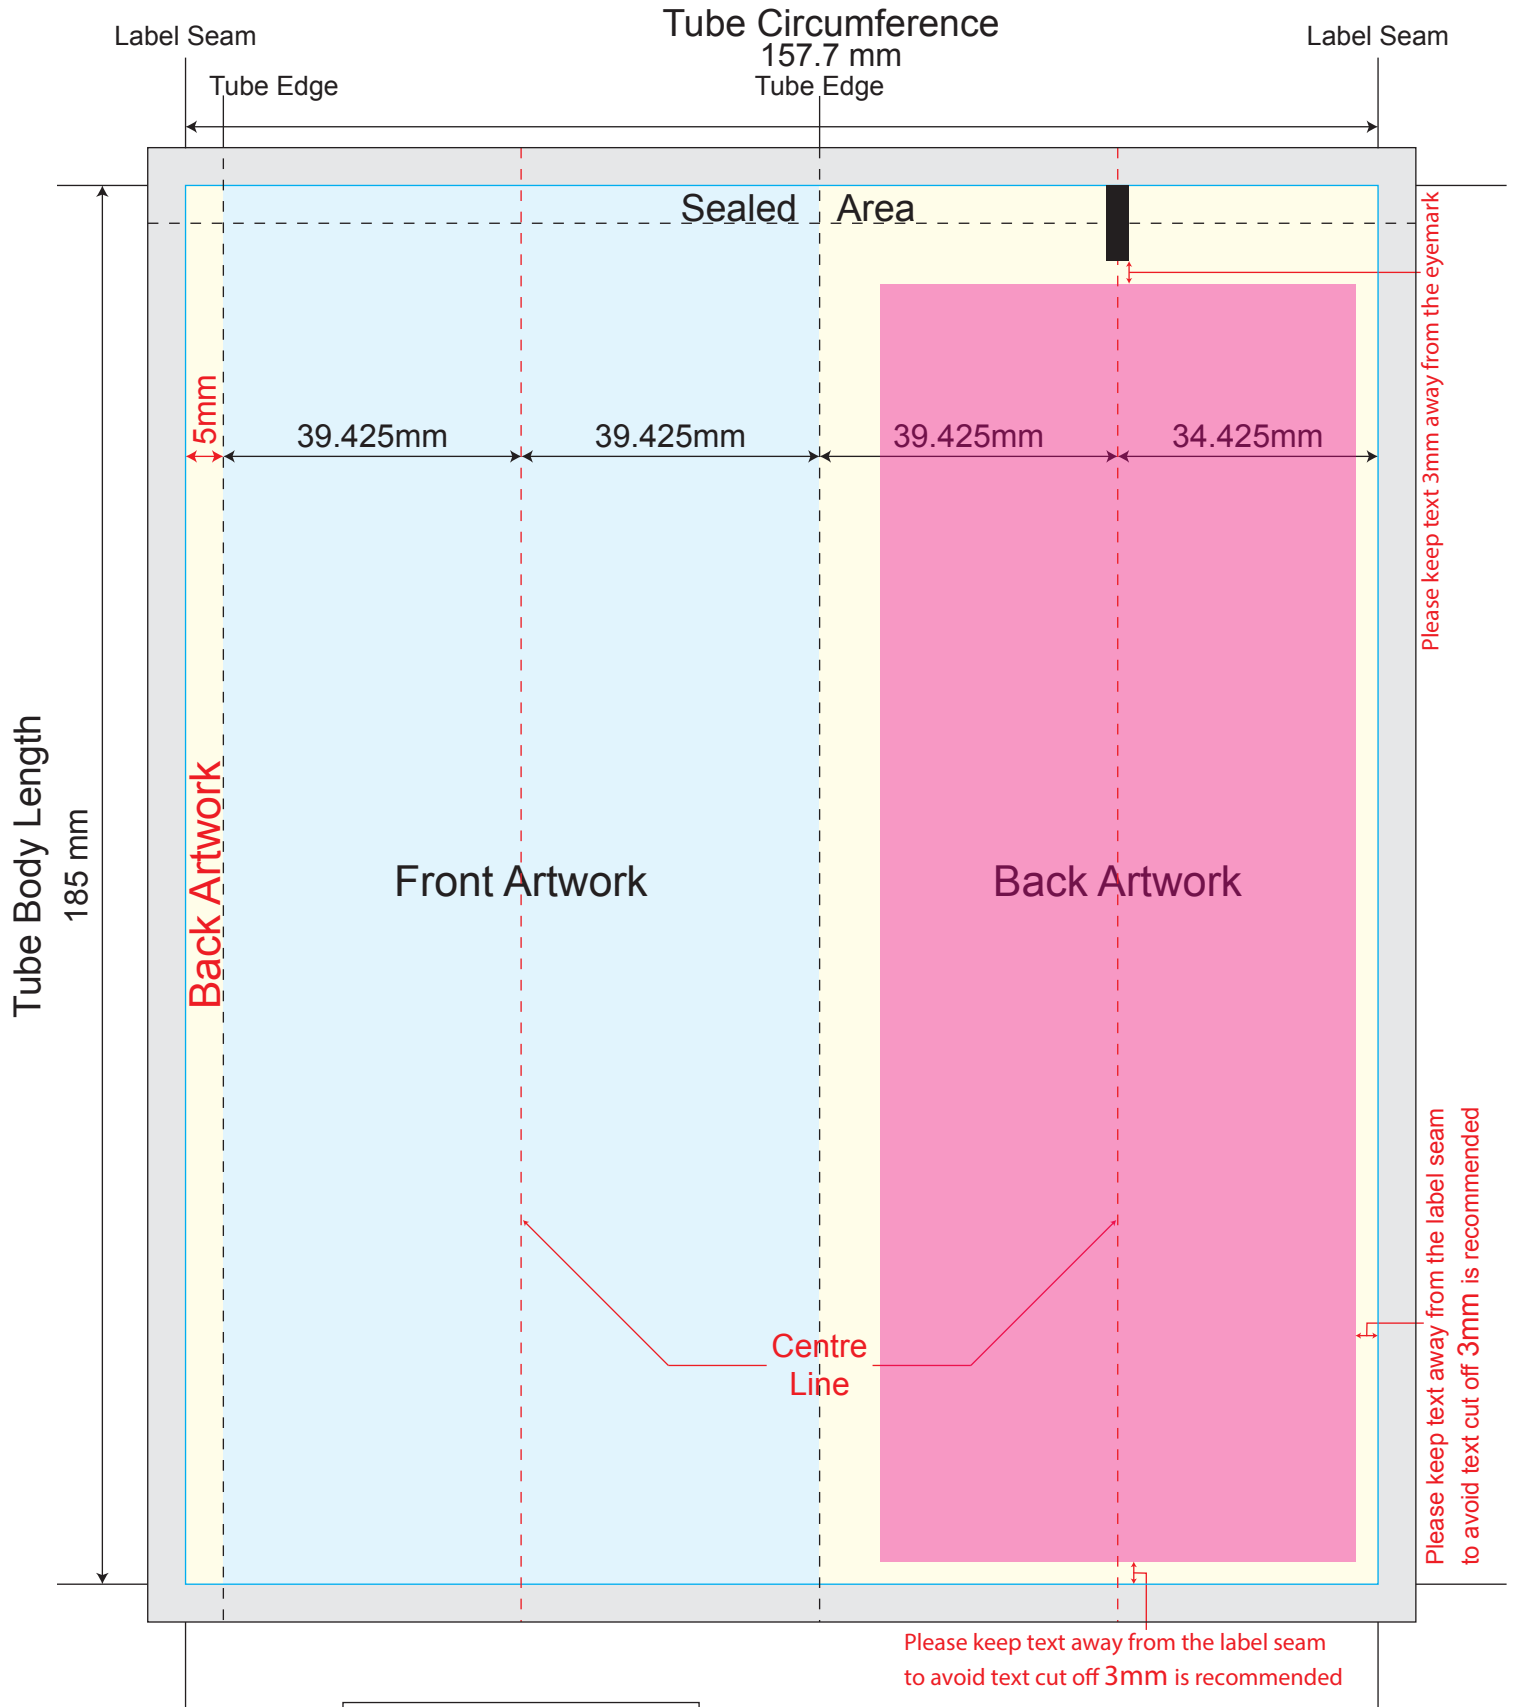 Tube Circumference
157.7 mm
Label Seam
Label Seam
Tube Edge
Tube Edge
Sealed Area
Please keep text 3mm away from the eyemark
5mm
39.425mm
39.425mm
39.425mm
34.425mm
Tube Body Length
185 mm
Back Artwork
Front Artwork
Back Artwork
Centre
Line
Please keep text away from the label seam
to avoid text cut off 3mm is recommended
Please keep text away from the label seam
to avoid text cut off 3mm is recommended